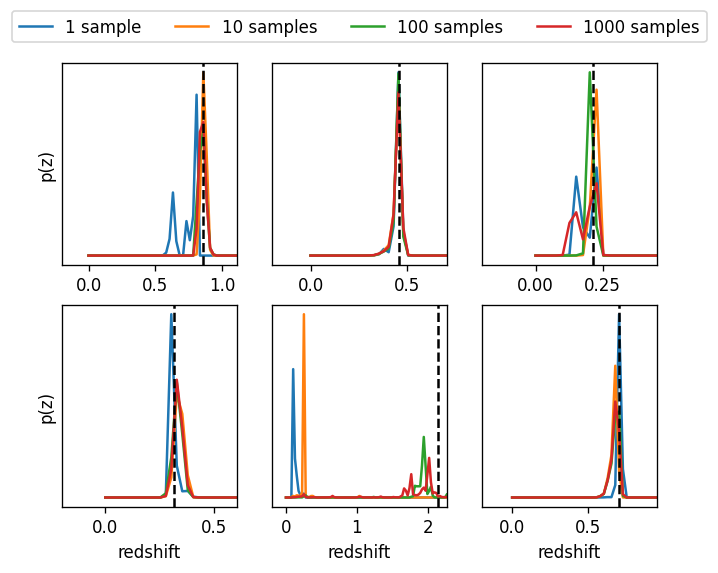 1 sample 10 samples 100 samples 1000 samples
p(z)
0.0 0.5 1.0 0.0 0.5 0.00 0.25
p(z)
0.0 0.5 0 1 2 0.0 0.5
redshift redshift redshift